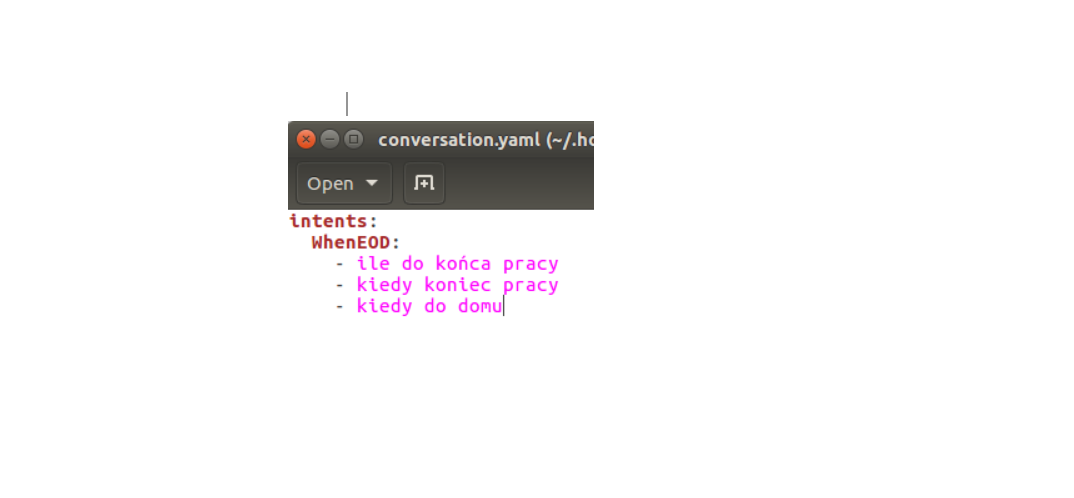 conversation.yaml (~/.ho
Open
intents:
  WhenEOD:
    - ile do końca pracy
    - kiedy koniec pracy
    - kiedy do domu